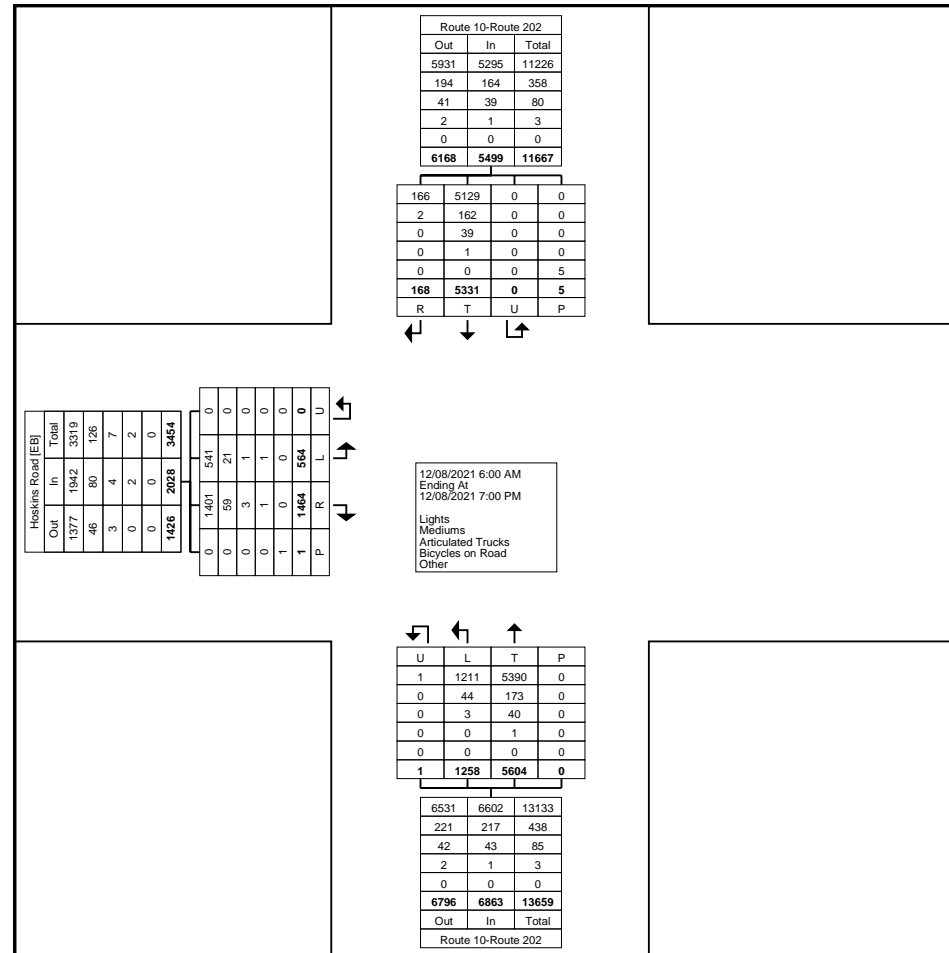 Route 10-Route 202
Out In Total
5931 5295 11226
194 164 358
41 39 80
2 1 3
0 0 0
6168 5499 11667
166 5129 0 0
2 162 0 0
0 39 0 0
0 1 0 0
0 0 0 5
168 5331 0 5
R T U P
Hoskins Road [EB]
Out In Total
1377 1942 3319
46 80 126
3 4 7
0 2 2
0 0 0
1426 2028 3454
0 1401 541 0
0 59 21 0
0 3 1 0
0 1 1 0
1 0 0 0
1 1464 564 0
P R L U
12/08/2021 6:00 AM
Ending At
12/08/2021 7:00 PM
Lights
Mediums
Articulated Trucks
Bicycles on Road
Other
U L T P
1 1211 5390 0
0 44 173 0
0 3 40 0
0 0 1 0
0 0 0 0
1 1258 5604 0
6531 6602 13133
221 217 438
42 43 85
2 1 3
0 0 0
6796 6863 13659
Out In Total
Route 10-Route 202